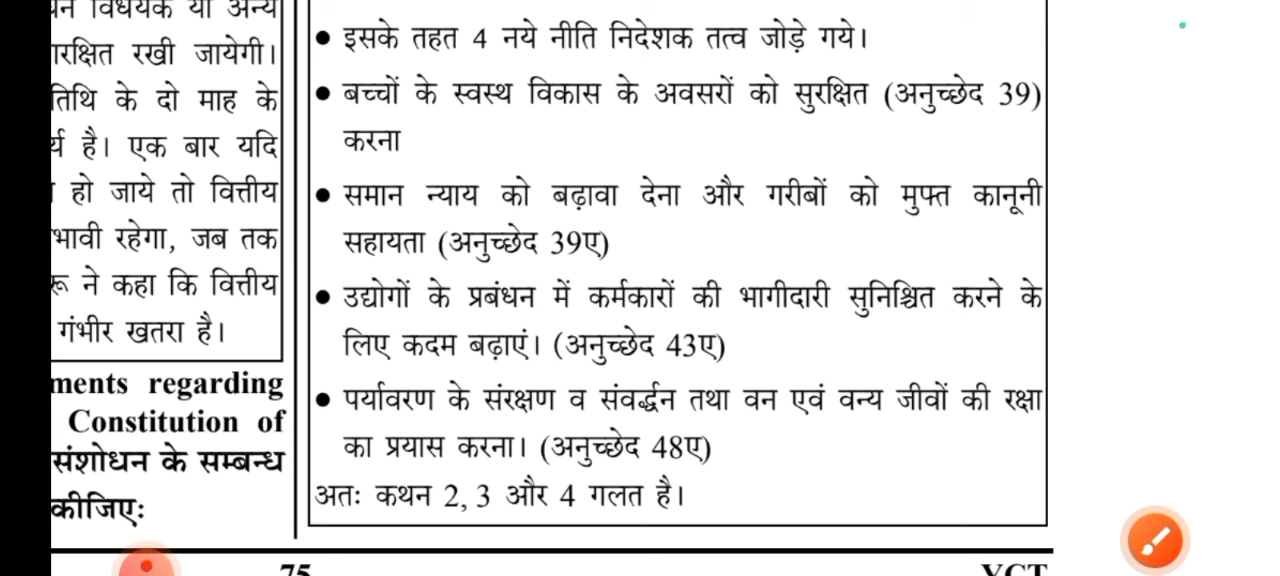 विधेयक या अन्य
रक्षित रखी जायेगी।
तिथि के दो माह के
है। एक बार यदि
हो जाये तो वित्तीय
भावी रहेगा, जब तक
ने कहा कि वित्तीय
गंभीर खतरा है।
ments regarding
Constitution of
संशोधन के सम्बन्ध
कीजिएः
• इसके तहत 4 नये नीति निदेशक तत्व जोड़े गये।
• बच्चों के स्वस्थ विकास के अवसरों को सुरक्षित (अनुच्छेद 39)
करना
• समान न्याय को बढ़ावा देना और गरीबों को मुफ्त कानूनी
सहायता (अनुच्छेद 39ए)
• उद्योगों के प्रबंधन में कर्मकारों की भागीदारी सुनिश्चित करने के
लिए कदम बढ़ाएं। (अनुच्छेद 43ए)
• पर्यावरण के संरक्षण व संवर्द्धन तथा वन एवं वन्य जीवों की रक्षा
का प्रयास करना। (अनुच्छेद 48ए)
अतः कथन 2, 3 और 4 गलत है।
75
YCT